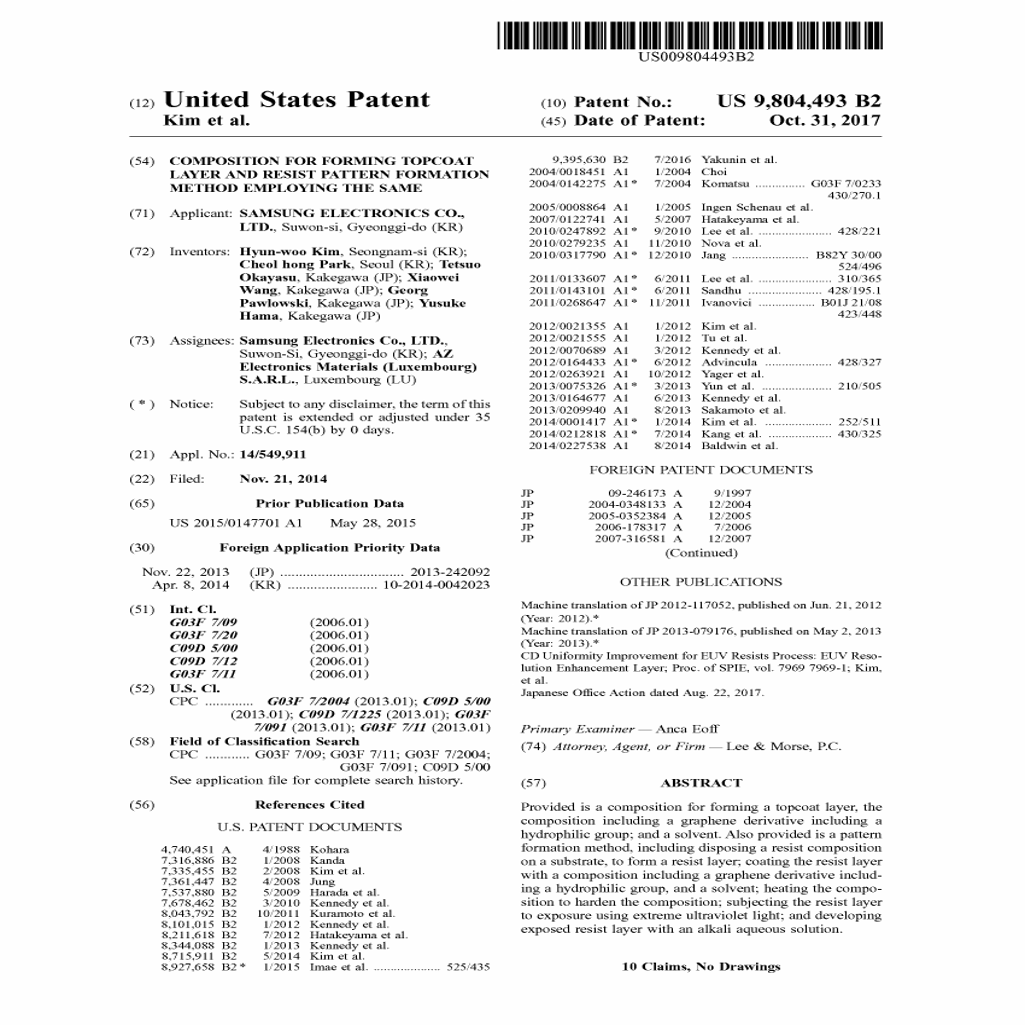 US009804493B2
(12) United States Patent
Kim et al.
(10) Patent No.: US 9,804,493 B2
(45) Date of Patent: Oct. 31, 2017
(54) COMPOSITION FOR FORMING TOPCOAT
LAYER AND RESIST PATTERN FORMATION
METHOD EMPLOYING THE SAME
(71) Applicant: SAMSUNG ELECTRONICS CO.,
LTD., Suwon-si, Gyeonggi-do (KR)
(72) Inventors: Hyun-woo Kim, Seongnam-si (KR);
Cheol hong Park, Seoul (KR); Tetsuo
Okayasu, Kakegawa (JP); Xiaowei
Wang, Kakegawa (JP); Georg
Pawlowski, Kakegawa (JP); Yusuke
Hama, Kakegawa (JP)
(73) Assignees: Samsung Electronics Co., LTD.,
Suwon-Si, Gyeonggi-do (KR); AZ
Electronics Materials (Luxembourg)
S.A.R.L., Luxembourg (LU)
( * ) Notice: Subject to any disclaimer, the term of this
patent is extended or adjusted under 35
U.S.C. 154(b) by 0 days.
(21) Appl. No.: 14/549,911
(22) Filed: Nov. 21, 2014
(65) Prior Publication Data
US 2015/0147701 A1 May 28, 2015
(30) Foreign Application Priority Data
Nov. 22, 2013 (JP) ................................ 2013-242092
Apr. 8, 2014 (KR) ........................ 10-2014-0042023
(51) Int. Cl.
G03F 7/09 (2006.01)
G03F 7/20 (2006.01)
C09D 5/00 (2006.01)
C09D 7/12 (2006.01)
G03F 7/11 (2006.01)
(52) U.S. Cl.
CPC ............. G03F 7/2004 (2013.01); C09D 5/00
(2013.01); C09D 7/1225 (2013.01); G03F
7/091 (2013.01); G03F 7/11 (2013.01)
(58) Field of Classification Search
CPC ............ G03F 7/09; G03F 7/11; G03F 7/2004;
G03F 7/091; C09D 5/00
See application file for complete search history.
(56) References Cited
U.S. PATENT DOCUMENTS
4,740,451 A 4/1988 Kohara
7,316,886 B2 1/2008 Kanda
7,335,455 B2 2/2008 Kim et al.
7,361,447 B2 4/2008 Jung
7,537,880 B2 5/2009 Harada et al.
7,678,462 B2 3/2010 Kennedy et al.
8,043,792 B2 10/2011 Kuramoto et al.
8,101,015 B2 1/2012 Kennedy et al.
8,211,618 B2 7/2012 Hatakeyama et al.
8,344,088 B2 1/2013 Kennedy et al.
8,715,911 B2 5/2014 Kim et al.
8,927,658 B2 * 1/2015 Imae et al. .................... 525/435
9,395,630 B2 7/2016 Yakunin et al.
2004/0018451 A1 1/2004 Choi
2004/0142275 A1* 7/2004 Komatsu ............... G03F 7/0233
430/270.1
2005/0008864 A1 1/2005 Ingen Schenau et al.
2007/0122741 A1 5/2007 Hatakeyama et al.
2010/0247892 A1* 9/2010 Lee et al. ...................... 428/221
2010/0279235 A1 11/2010 Nova et al.
2010/0317790 A1* 12/2010 Jang ....................... B82Y 30/00
524/496
2011/0133607 A1* 6/2011 Lee et al. ...................... 310/365
2011/0143101 A1* 6/2011 Sandhu ...................... 428/195.1
2011/0268647 A1* 11/2011 Ivanovici ................. B01J 21/08
423/448
2012/0021355 A1 1/2012 Kim et al.
2012/0021555 A1 1/2012 Tu et al.
2012/0070689 A1 3/2012 Kennedy et al.
2012/0164433 A1* 6/2012 Advincula ..................... 428/327
2012/0263921 A1 10/2012 Yager et al.
2013/0075326 A1* 3/2013 Yun et al. ..................... 210/505
2013/0164677 A1 6/2013 Kennedy et al.
2013/0209940 A1 8/2013 Sakamoto et al.
2014/0001417 A1* 1/2014 Kim et al. .................... 252/511
2014/0212818 A1* 7/2014 Kang et al. ................... 430/325
2014/0227538 A1 8/2014 Baldwin et al.
FOREIGN PATENT DOCUMENTS
JP 09-246173 A 9/1997
JP 2004-0348133 A 12/2004
JP 2005-0352384 A 12/2005
JP 2006-178317 A 7/2006
JP 2007-316581 A 12/2007
(Continued)
OTHER PUBLICATIONS
Machine translation of JP 2012-117052, published on Jun. 21, 2012
(Year: 2012).*
Machine translation of JP 2013-079176, published on May 2, 2013
(Year: 2013).*
CD Uniformity Improvement for EUV Resists Process: EUV Reso-
lution Enhancement Layer; Proc. of SPIE, vol. 7969 7969-1; Kim,
et al.
Japanese Office Action dated Aug. 22, 2017.
Primary Examiner — Anca Eoff
(74) Attorney, Agent, or Firm — Lee & Morse, P.C.
(57) ABSTRACT
Provided is a composition for forming a topcoat layer, the
composition including a graphene derivative including a
hydrophilic group; and a solvent. Also provided is a pattern
formation method, including disposing a resist composition
on a substrate, to form a resist layer; coating the resist layer
with a composition including a graphene derivative includ-
ing a hydrophilic group, and a solvent; heating the compo-
sition to harden the composition; subjecting the resist layer
to exposure using extreme ultraviolet light; and developing
exposed resist layer with an alkali aqueous solution.
10 Claims, No Drawings